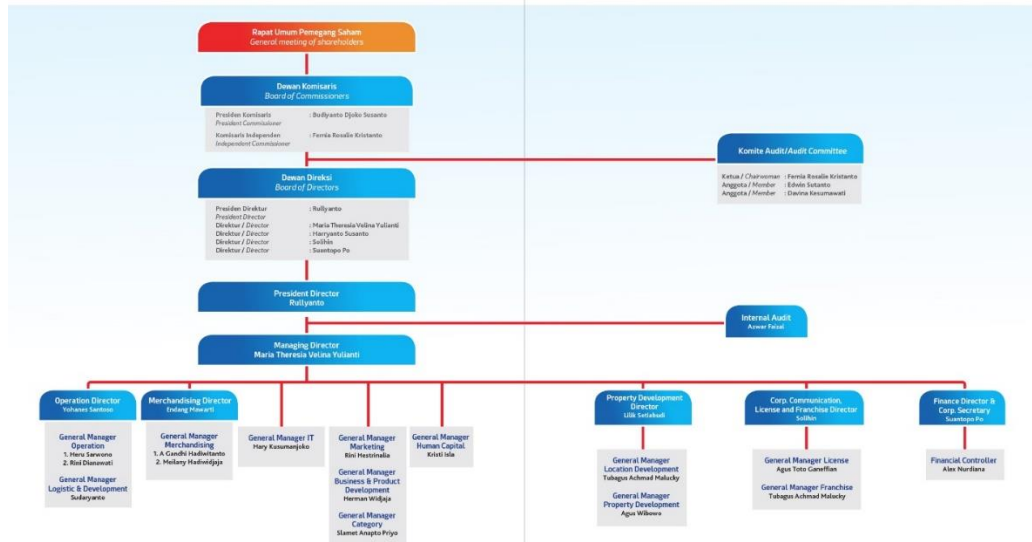 Rapat Umum Pemegang Saham
General meeting of shareholders
Dewan Komisaris
Board of Commissioners
Presiden Komisaris : Budiyanto Djoko Susanto
President Commissioner
Komisaris Independen : Fernia Rosalie Kristanto
Independent Commissioner
Komite Audit/Audit Committee
Ketua / Chairwoman : Fernia Rosalie Kristanto
Anggota / Member : Edwin Sutanto
Anggota / Member : Davina Kesumawati
Dewan Direksi
Board of Directors
Presiden Direktur : Rullyanto
President Director
Direktur / Director : Maria Theresia Velina Yulianti
Direktur / Director : Harryanto Susanto
Direktur / Director : Solihin
Direktur / Director : Suantopo Po
President Director
Rullyanto
Internal Audit
Azwar Faizal
Managing Director
Maria Theresia Velina Yulianti
Operation Director
Yohanes Santoso
General Manager
Operation
1. Heru Sarwono
2. Rini Dianawati
General Manager
Logistic & Development
Sudaryanto
Merchandising Director
Endang Mawarti
General Manager
Merchandising
1. A Gandhi Hadiwitanto
2. Meilany Hadiwidjaja
General Manager IT
Hary Kusumanjoko
General Manager
Marketing
Rini Hestrinalia
General Manager
Business & Product
Development
Herman Widjaja
General Manager
Category
Slamet Anapto Priyo
General Manager
Human Capital
Kristi Isla
Property Development
Director
Lilik Setiabudi
General Manager
Location Development
Tubagus Achmad Malucky
General Manager
Property Development
Agus Wibowo
Corp. Communication,
License and Franchise Director
Solihin
General Manager License
Agus Toto Ganeffian
General Manager Franchise
Tubagus Achmad Malucky
Finance Director &
Corp. Secretary
Suantopo Po
Financial Controller
Alex Nurdiana